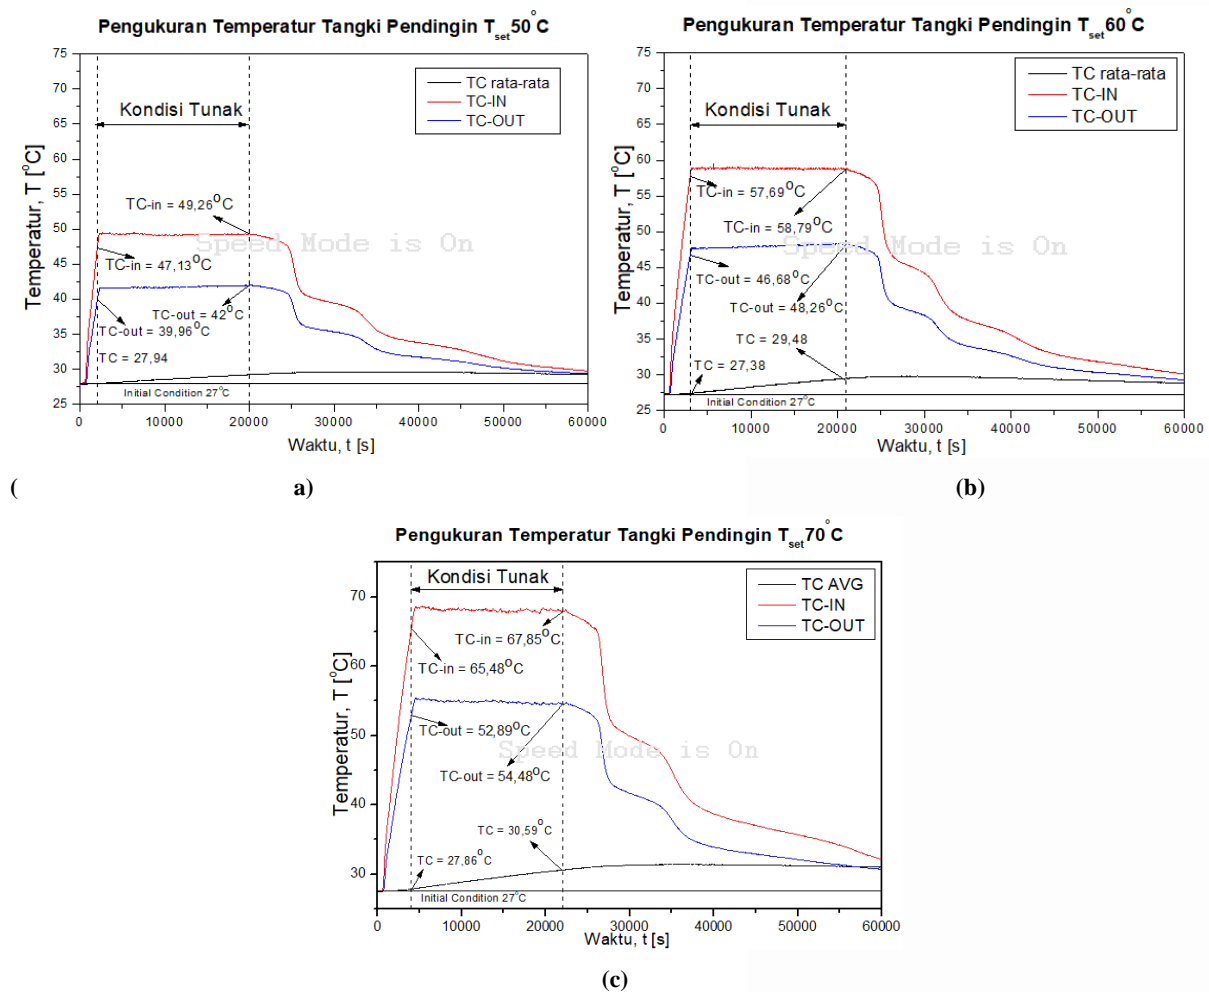 Pengukuran Temperatur Tangki Pendingin Tset50°C
75
70
65
60
55
50
45
40
35
30
25
Temperatur, T [°C]
TC rata-rata
TC-IN
TC-OUT
Kondisi Tunak
TC-in = 49,26°C
TC-in = 47,13°C
TC-out = 42°C
TC-out = 39,96°C
TC = 27,94
Initial Condition 27°C
0 10000 20000 30000 40000 50000 60000
Waktu, t [s]
Speed Mode is On
(a)
Pengukuran Temperatur Tangki Pendingin Tset60°C
75
70
65
60
55
50
45
40
35
30
25
Temperatur, T [°C]
TC rata-rata
TC-IN
TC-OUT
Kondisi Tunak
TC-in = 57,69°C
TC-in = 58,79°C
TC-out = 46,68°C
TC-out = 48,26°C
TC = 29,48
TC = 27,38
Initial Condition 27°C
0 10000 20000 30000 40000 50000 60000
Waktu, t [s]
Speed Mode is On
(b)
Pengukuran Temperatur Tangki Pendingin Tset70°C
70
60
50
40
30
Temperatur, T [°C]
TC AVG
TC-IN
TC-OUT
Kondisi Tunak
TC-in = 67,85°C
TC-in = 65,48°C
TC-out = 52,89°C
TC-out = 54,48°C
TC = 30,59°C
TC = 27,86°C
Initial Condition 27°C
0 10000 20000 30000 40000 50000 60000
Waktu, t [s]
Speed Mode is On
(c)